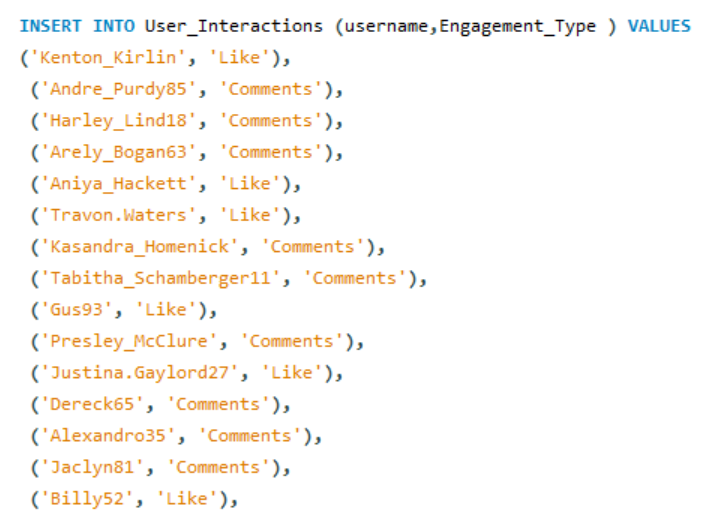 INSERT INTO User_Interactions (username,Engagement_Type ) VALUES
('Kenton_Kirlin', 'Like'),
('Andre_Purdy85', 'Comments'),
('Harley_Lind18', 'Comments'),
('Arely_Bogan63', 'Comments'),
('Aniya_Hackett', 'Like'),
('Travon.Waters', 'Like'),
('Kasandra_Homenick', 'Comments'),
('Tabitha_Schamberger11', 'Comments'),
('Gus93', 'Like'),
('Presley_McClure', 'Comments'),
('Justina.Gaylord27', 'Like'),
('Dereck65', 'Comments'),
('Alexandro35', 'Comments'),
('Jaclyn81', 'Comments'),
('Billy52', 'Like'),